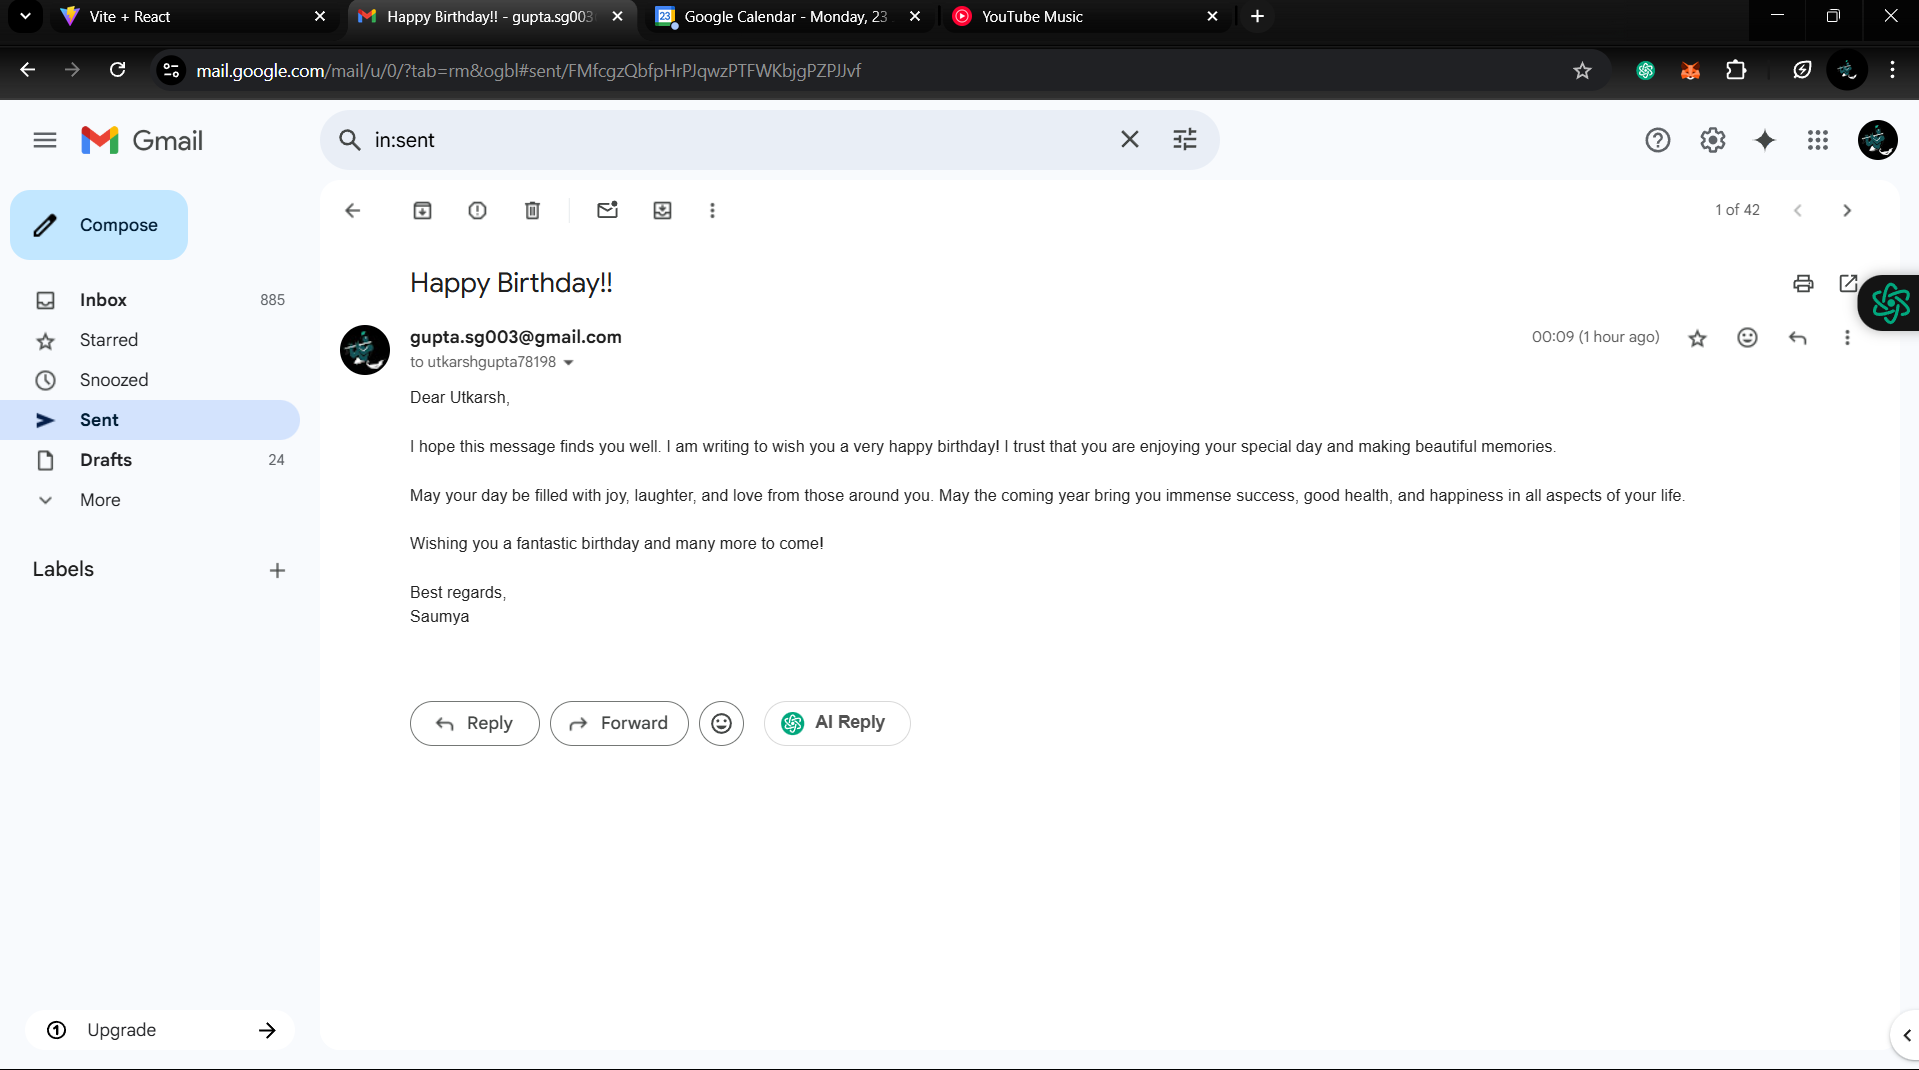 Vite + React
Happy Birthday!! - gupta.sg003
Google Calendar - Monday, 23
YouTube Music
mail.google.com/mail/u/0/?tab=rm&ogbl#sent/FMfcgzQbfpHrPJqwzPTFWKbjgPZPJJvf
Gmail
in:sent
Compose
1 of 42
Happy Birthday!!
Inbox 885
Starred
Snoozed
Sent
Drafts 24
More
Labels
gupta.sg003@gmail.com
00:09 (1 hour ago)
to utkarshgupta78198
Dear Utkarsh,
I hope this message finds you well. I am writing to wish you a very happy birthday! I trust that you are enjoying your special day and making beautiful memories.
May your day be filled with joy, laughter, and love from those around you. May the coming year bring you immense success, good health, and happiness in all aspects of your life.
Wishing you a fantastic birthday and many more to come!
Best regards,
Saumya
Reply
Forward
AI Reply
Upgrade